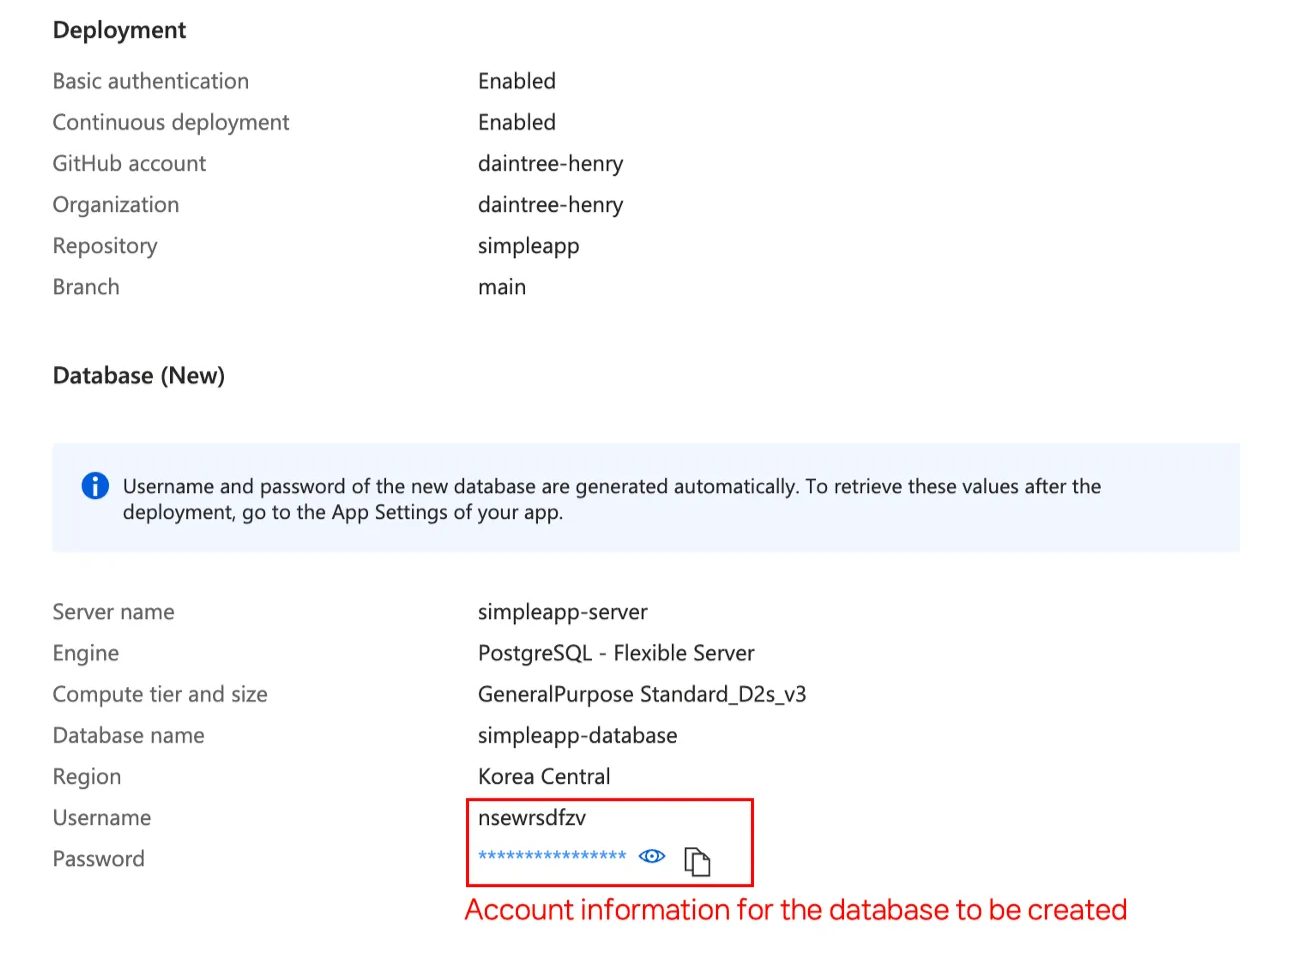 Deployment
Basic authentication Enabled
Continuous deployment Enabled
GitHub account daintree-henry
Organization daintree-henry
Repository simpleapp
Branch main
Database (New)
Username and password of the new database are generated automatically. To retrieve these values after the
deployment, go to the App Settings of your app.
Server name simpleapp-server
Engine PostgreSQL - Flexible Server
Compute tier and size GeneralPurpose Standard_D2s_v3
Database name simpleapp-database
Region Korea Central
Username nsewrsdfzv
Password ****************
Account information for the database to be created